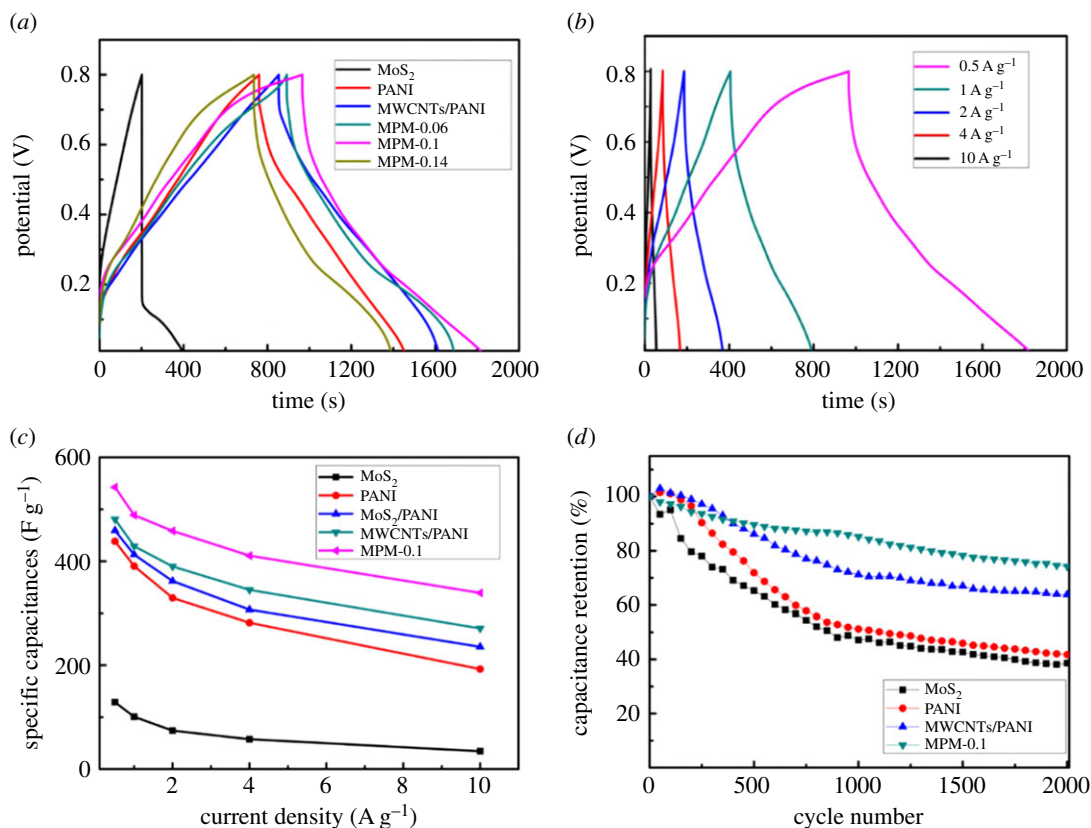 (a)
potential (V)
1.0
0.8
0.6
0.4
0.2
0
400
800
1200
1600
2000
time (s)
MoS₂
PANI
MWCNTs/PANI
MPM-0.06
MPM-0.1
MPM-0.14
(b)
potential (V)
1.0
0.8
0.6
0.4
0.2
0
400
800
1200
1600
2000
time (s)
0.5 A g⁻¹
1 A g⁻¹
2 A g⁻¹
4 A g⁻¹
10 A g⁻¹
(c)
specific capacitances (F g⁻¹)
600
400
200
0
2
4
6
8
10
current density (A g⁻¹)
MoS₂
PANI
MoS₂/PANI
MWCNTs/PANI
MPM-0.1
(d)
capacitance retention (%)
120
100
80
60
40
20
0
500
1000
1500
2000
cycle number
MoS₂
PANI
MWCNTs/PANI
MPM-0.1